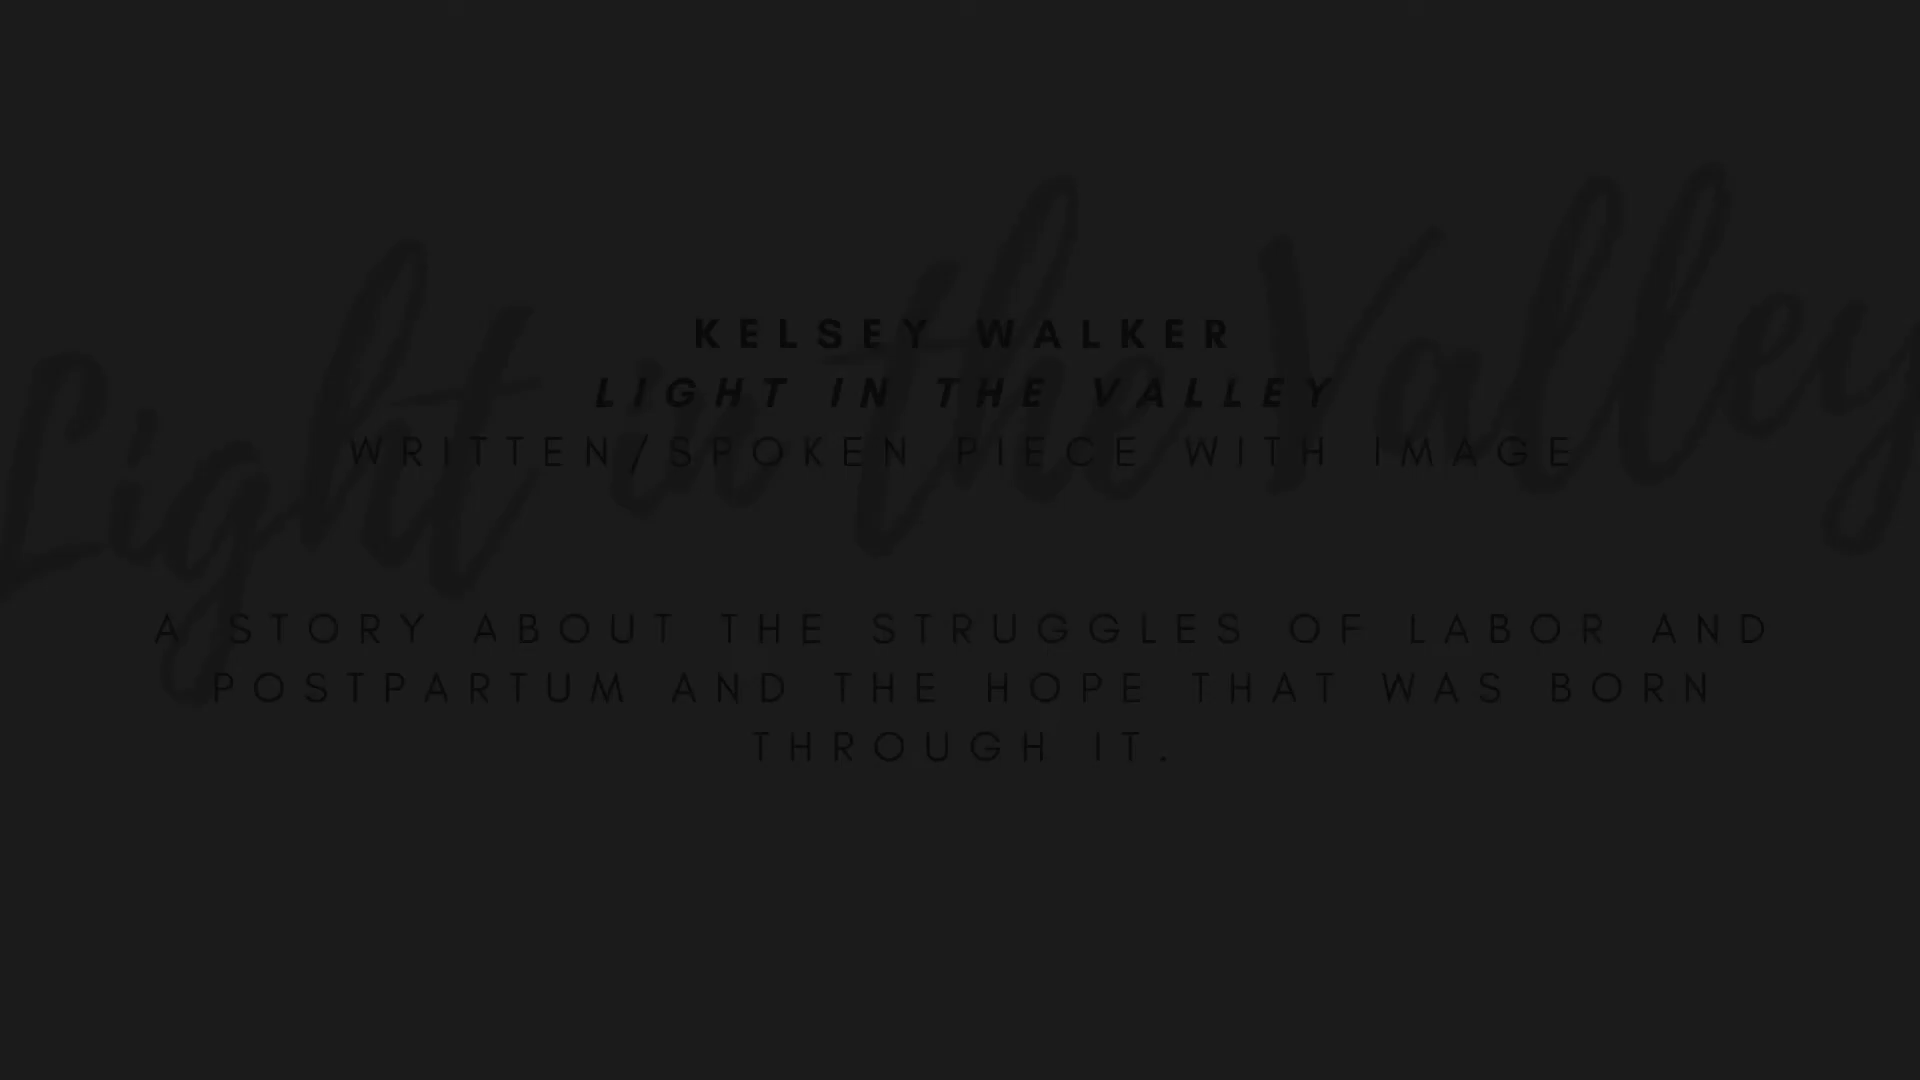 Light in the Valley
KELSEY WALKER
LIGHT IN THE VALLEY
WRITTEN/SPOKEN PIECE WITH IMAGE
A STORY ABOUT THE STRUGGLES OF LABOR AND
POSTPARTUM AND THE HOPE THAT WAS BORN
THROUGH IT.